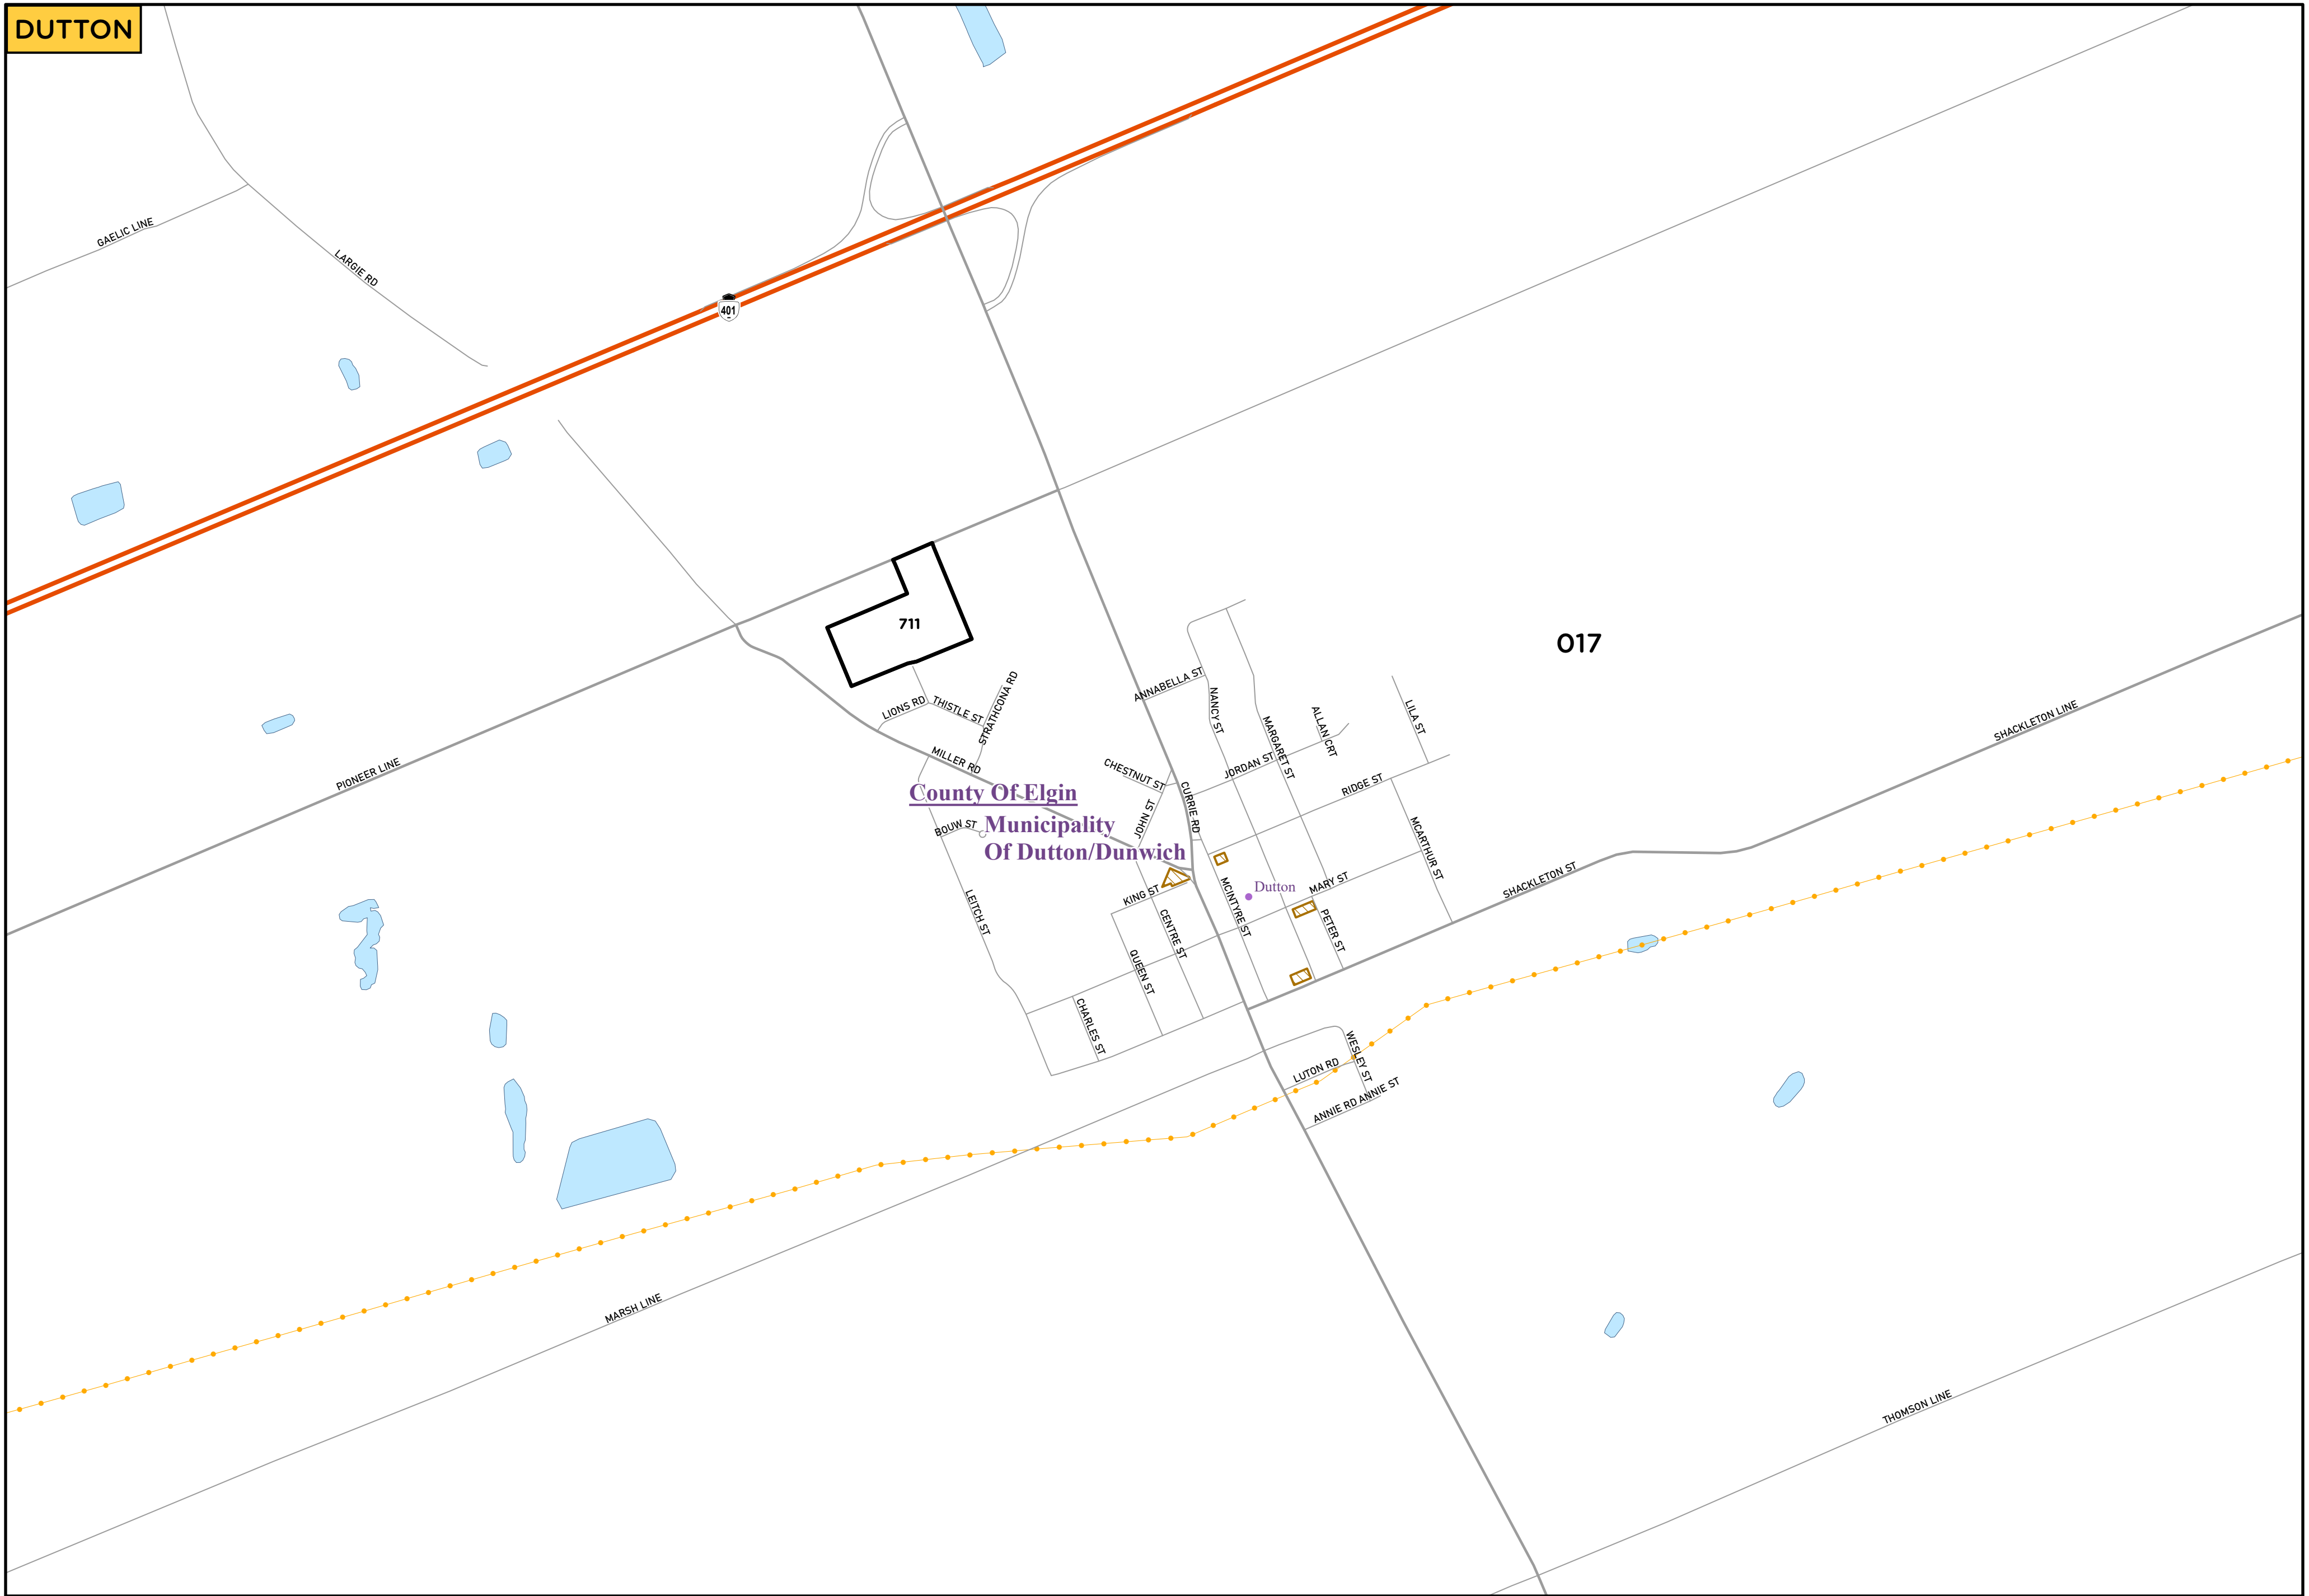 DUTTON
GAELIC LINE
LARGIE RD
401
711
017
PIONEER LINE
ANNABELLA ST
NANCY ST
LIONS RD
THISTLE ST
STRATHCONA RD
ALLAN CRT
LILA ST
SHACKLETON LINE
MARGARET ST
MILLER RD
CHESTNUT ST
JORDAN ST
RIDGE ST
County Of Elgin
CURRIE RD
JOHN ST
BOUW ST
Municipality
Of Dutton/Dunwich
MCARTHUR ST
SHACKLETON ST
KING ST
Dutton
MARY ST
LEITCH ST
MCINTYRE ST
CENTRE ST
PETER ST
QUEEN ST
CHARLES ST
WESLEY ST
LUTON RD
ANNIE RD ANNIE ST
MARSH LINE
THOMSON LINE